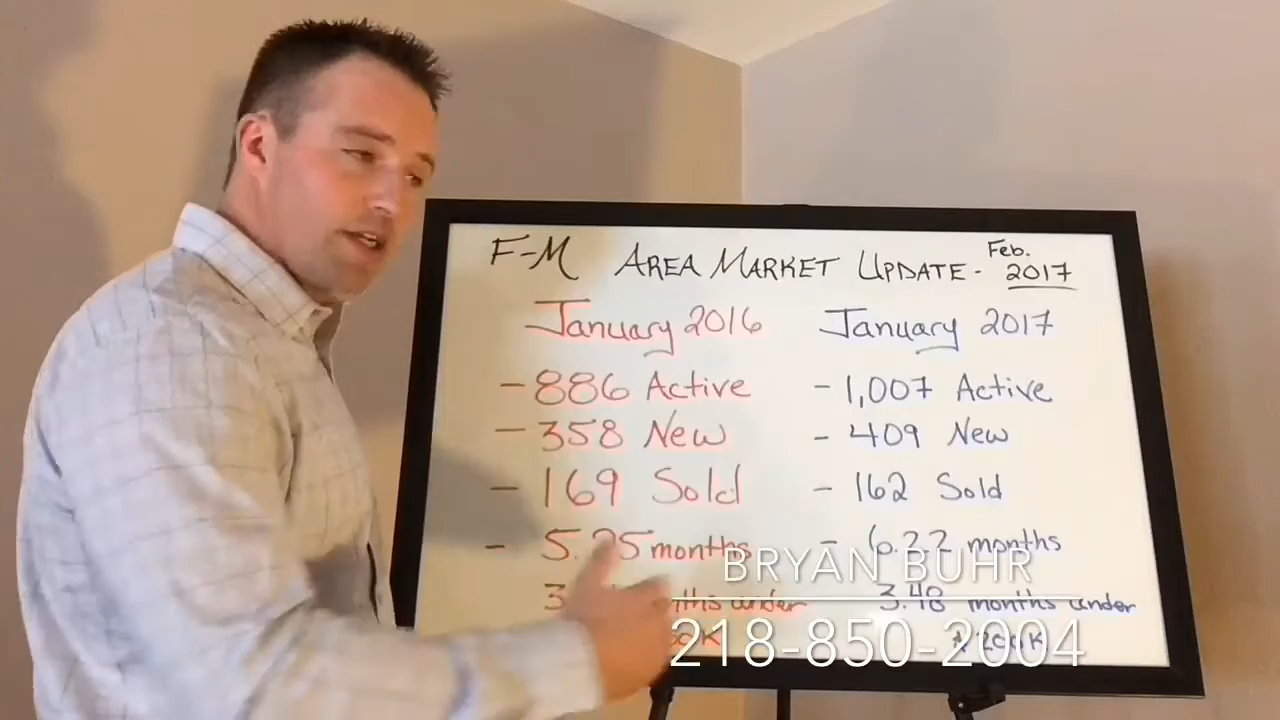 F-M AREA MARKET UPDATE - Feb. 2017
January 2016
- 886 Active
- 358 New
- 169 Sold
- 5.25 months
January 2017
- 1,007 Active
- 409 New
- 162 Sold
- 6.22 months
3.48 months under
$200K
BRYAN BUHR
218-850-2004